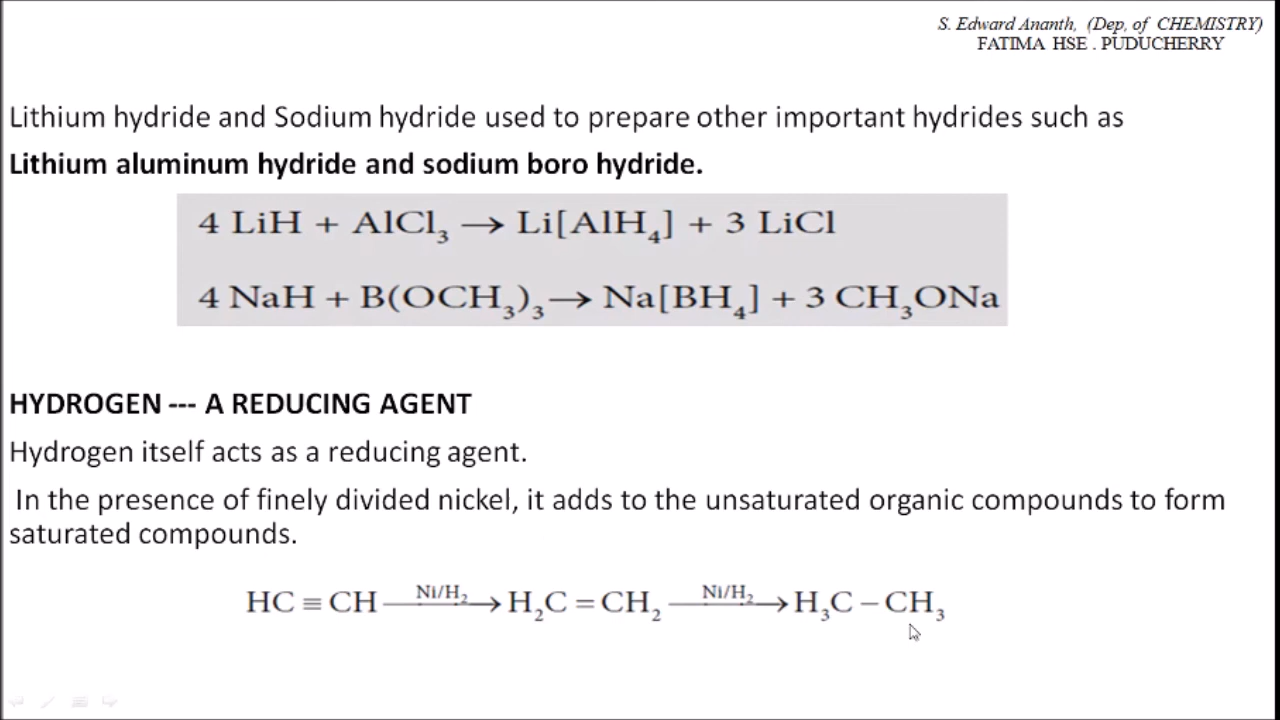 S. Edward Ananth, (Dep, of CHEMISTRY)
FATIMA HSE . PUDUCHERRY
Lithium hydride and Sodium hydride used to prepare other important hydrides such as
Lithium aluminum hydride and sodium boro hydride.
4 LiH + AlCl₃ → Li[AlH₄] + 3 LiCl
4 NaH + B(OCH₃)₃ → Na[BH₄] + 3 CH₃ONa
HYDROGEN --- A REDUCING AGENT
Hydrogen itself acts as a reducing agent.
In the presence of finely divided nickel, it adds to the unsaturated organic compounds to form
saturated compounds.
HC ≡ CH —Ni/H₂→ H₂C = CH₂ —Ni/H₂→ H₃C – CH₃